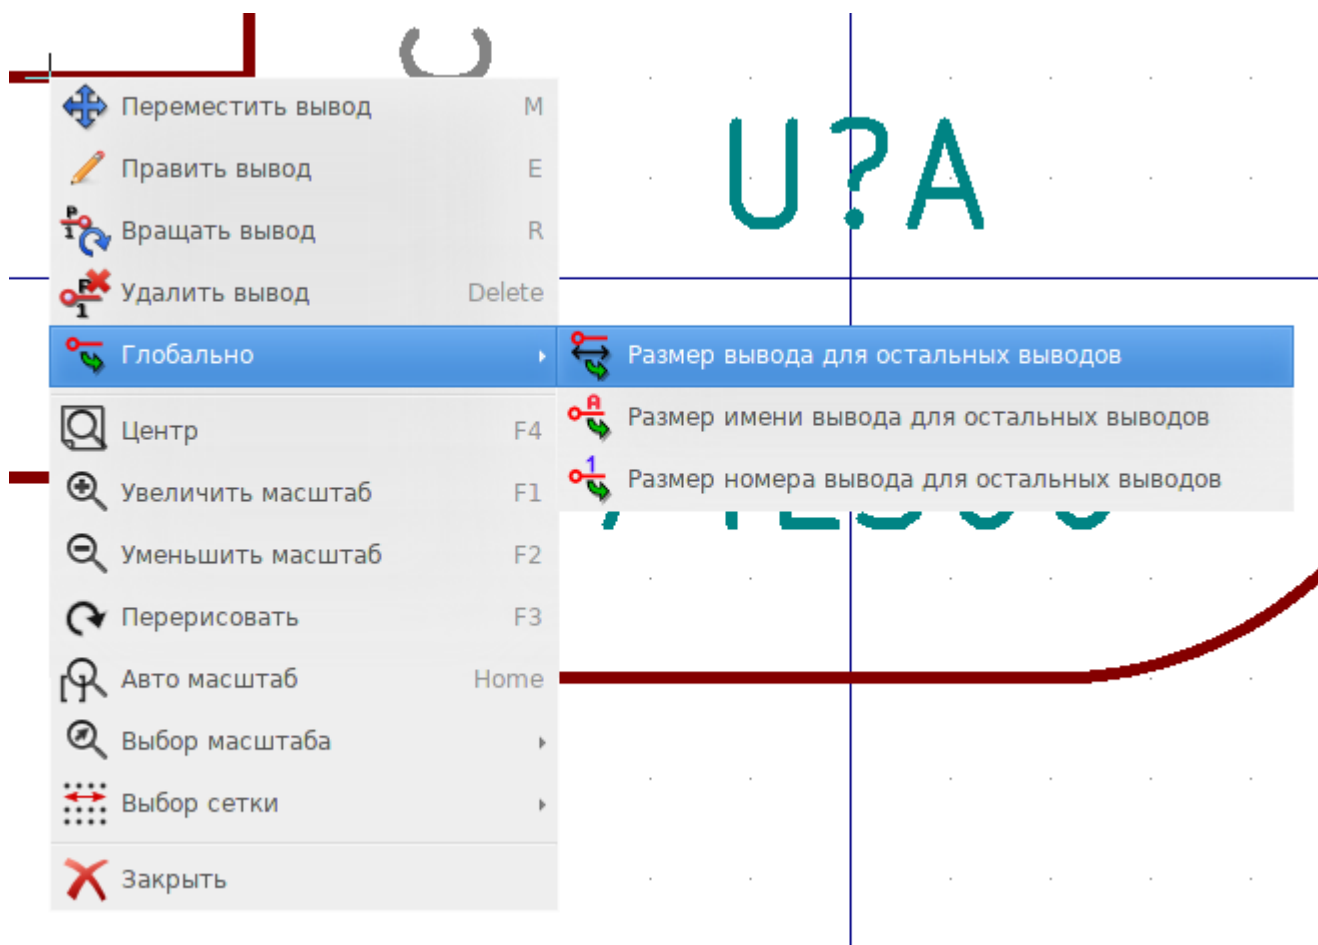 U?A
Переместить вывод M
Править вывод E
Вращать вывод R
Удалить вывод Delete
Глобально
Размер вывода для остальных выводов
Размер имени вывода для остальных выводов
Размер номера вывода для остальных выводов
Центр F4
Увеличить масштаб F1
Уменьшить масштаб F2
Перерисовать F3
Авто масштаб Home
Выбор масштаба
Выбор сетки
Закрыть